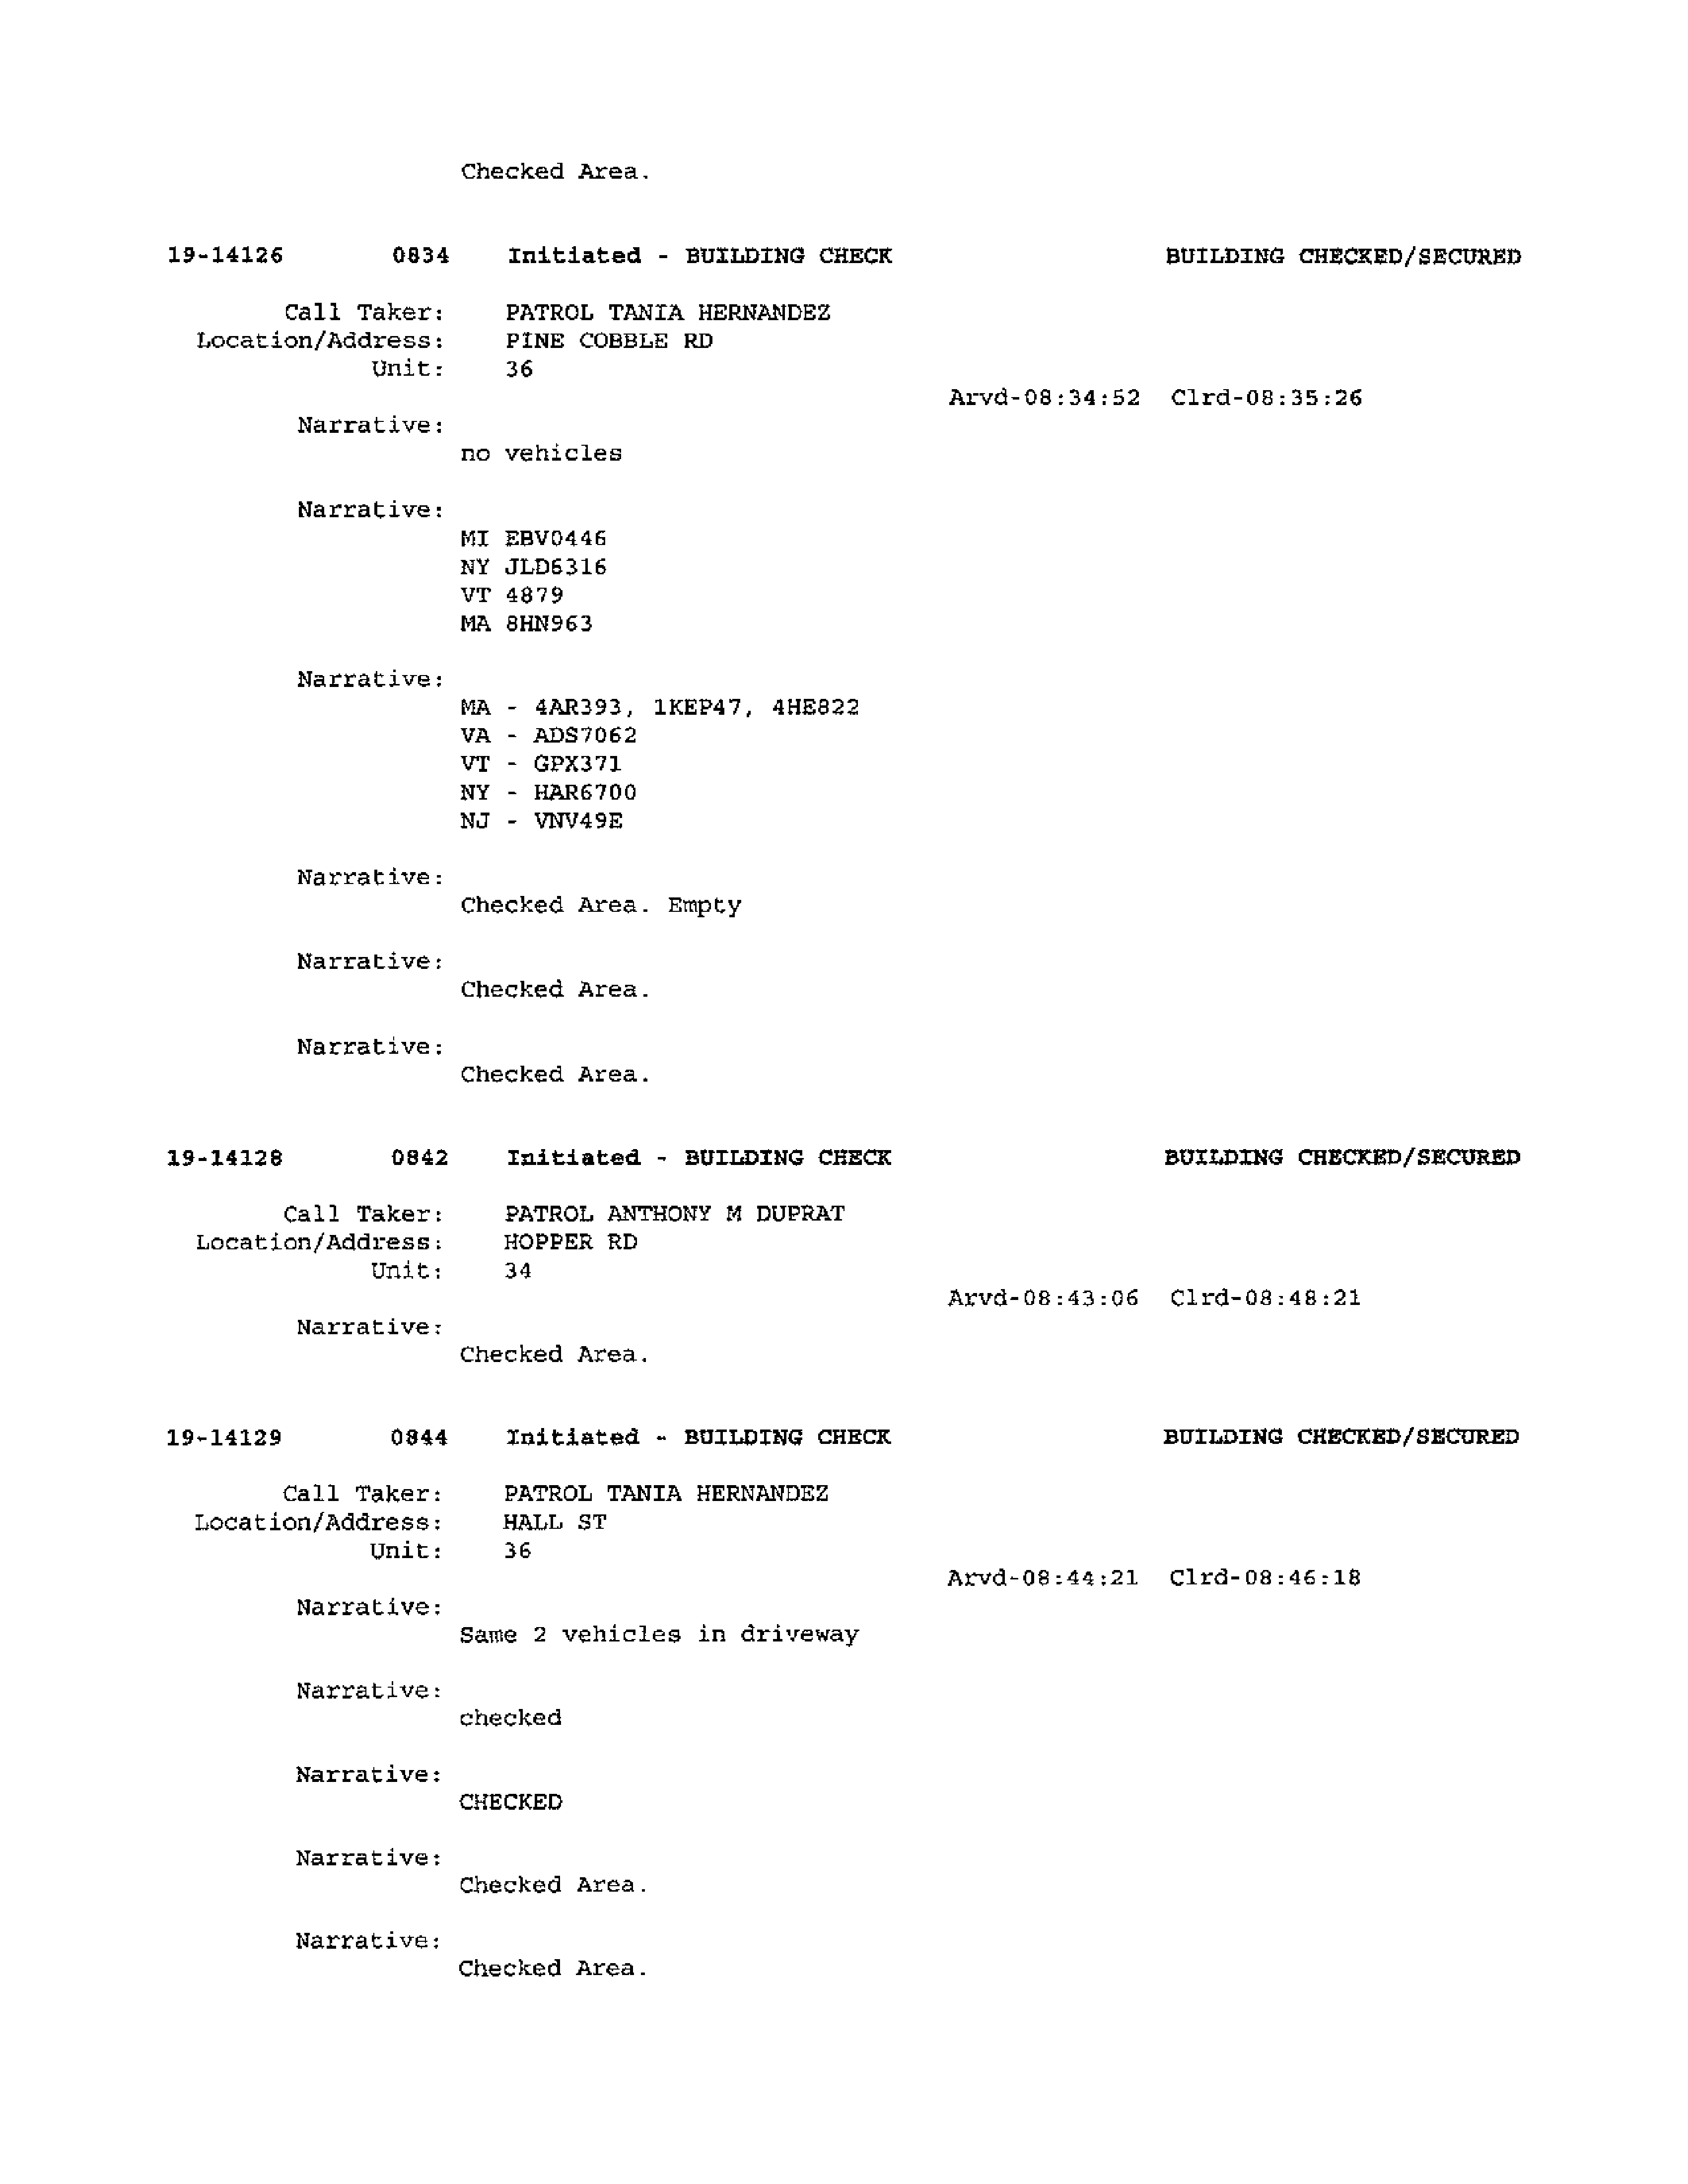 Checked Area.
19-14126 0834 Initiated - BUILDING CHECK BUILDING CHECKED/SECURED
Call Taker: PATROL TANIA HERNANDEZ
Location/Address: PINE COBBLE RD
Unit: 36
Arvd-08:34:52 Clrd-08:35:26
Narrative:
no vehicles
Narrative:
MI EBV0446
NY JLD6316
VT 4879
MA 8HN963
Narrative:
MA - 4AR393, 1KEP47, 4HE822
VA - ADS7062
VT - GPX371
NY - HAR6700
NJ - VNV49E
Narrative:
Checked Area. Empty
Narrative:
Checked Area.
Narrative:
Checked Area.
19-14128 0842 Initiated - BUILDING CHECK BUILDING CHECKED/SECURED
Call Taker: PATROL ANTHONY M DUPRAT
Location/Address: HOPPER RD
Unit: 34
Arvd-08:43:06 Clrd-08:48:21
Narrative:
Checked Area.
19-14129 0844 Initiated - BUILDING CHECK BUILDING CHECKED/SECURED
Call Taker: PATROL TANIA HERNANDEZ
Location/Address: HALL ST
Unit: 36
Arvd-08:44:21 Clrd-08:46:18
Narrative:
Same 2 vehicles in driveway
Narrative:
checked
Narrative:
CHECKED
Narrative:
Checked Area.
Narrative:
Checked Area.